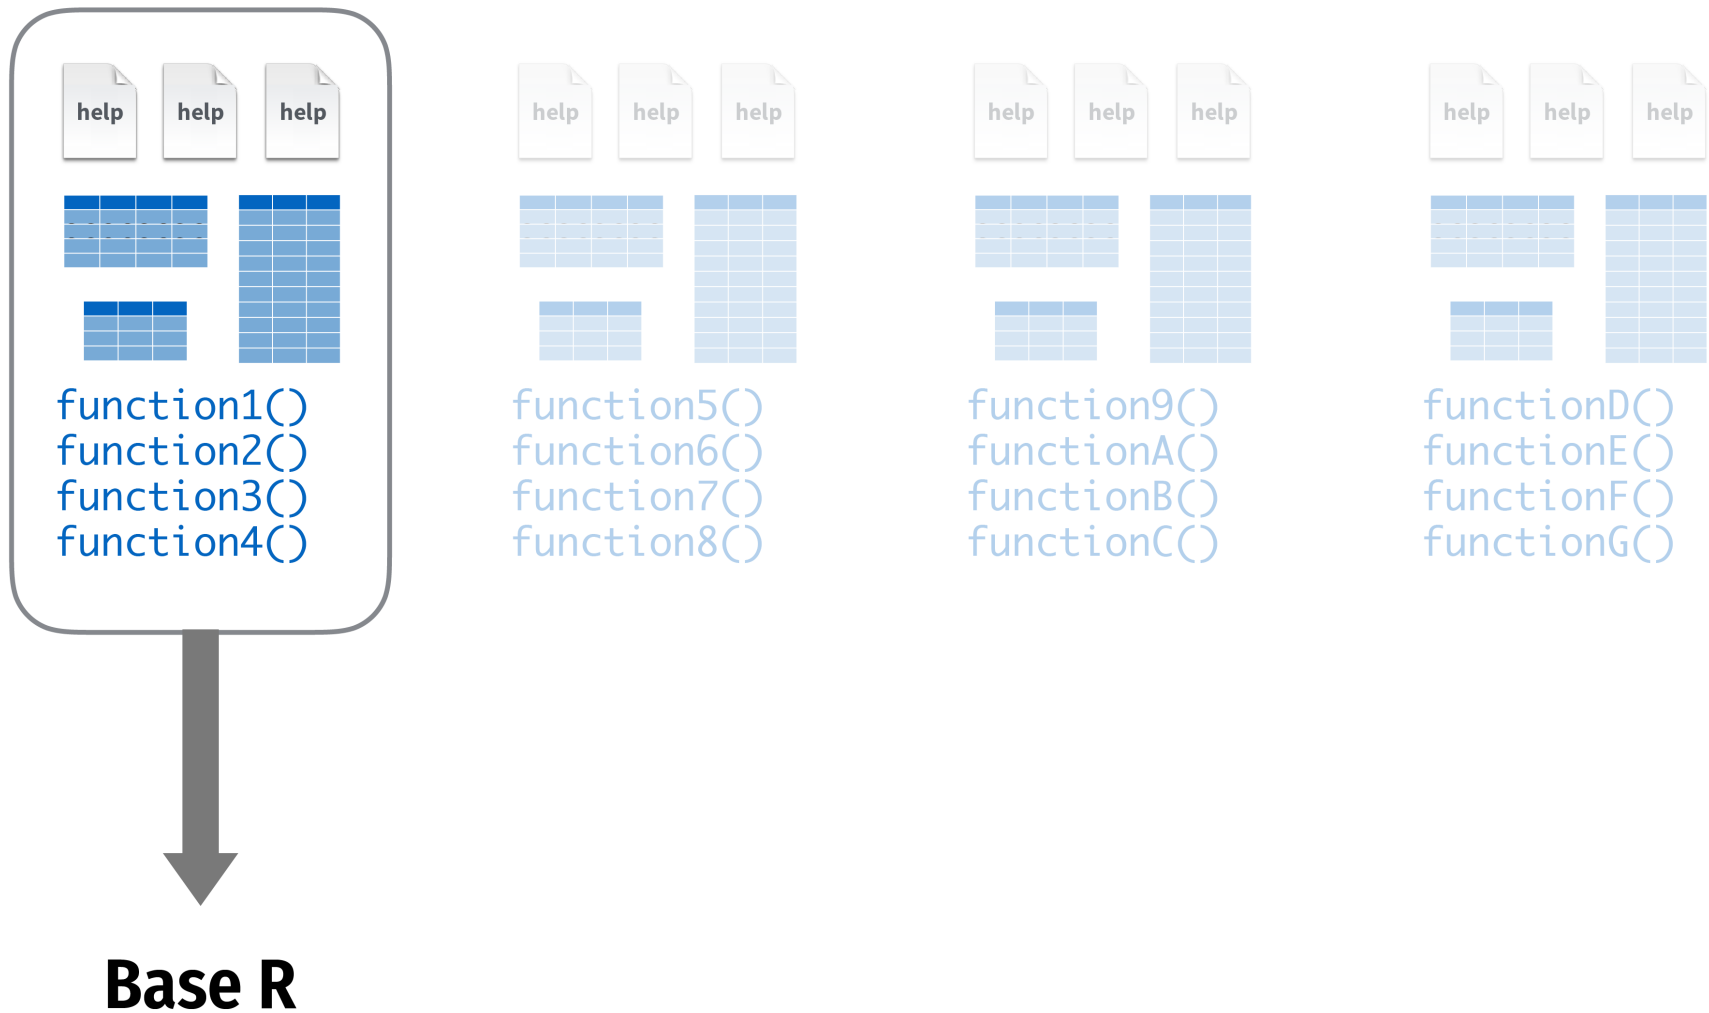 help help help help help help help help help help help help
function1() function5() function9() functionD()
function2() function6() functionA() functionE()
function3() function7() functionB() functionF()
function4() function8() functionC() functionG()
Base R